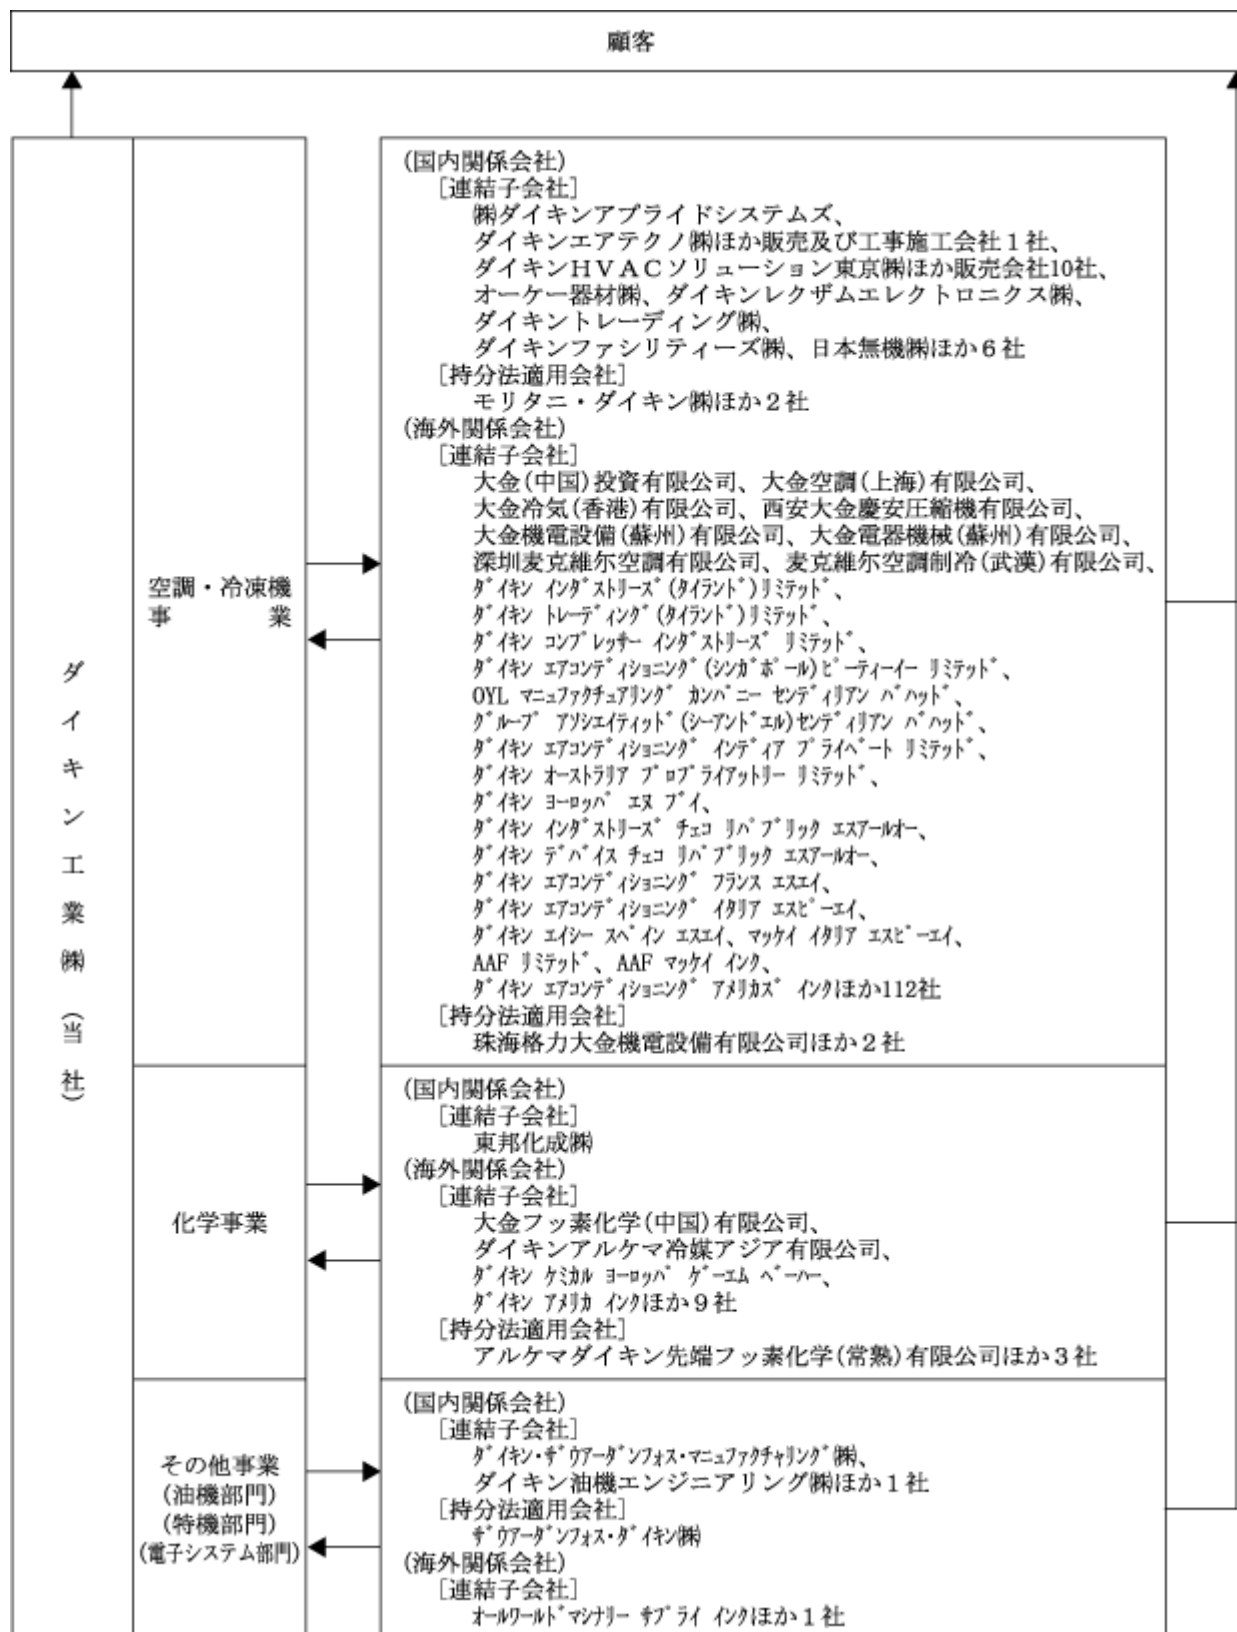 顧客
ダイキン工業㈱（当社）
空調・冷凍機
事　　　業
(国内関係会社)
[連結子会社]
㈱ダイキンアプライドシステムズ、
ダイキンエアテクノ㈱ほか販売及び工事施工会社１社、
ダイキンＨＶＡＣソリューション東京㈱ほか販売会社10社、
オーケー器材㈱、ダイキンレクザムエレクトロニクス㈱、
ダイキントレーディング㈱、
ダイキンファシリティーズ㈱、日本無機㈱ほか６社
[持分法適用会社]
モリタニ・ダイキン㈱ほか２社
(海外関係会社)
[連結子会社]
大金(中国)投資有限公司、大金空調(上海)有限公司、
大金冷気(香港)有限公司、西安大金慶安圧縮機有限公司、
大金機電設備(蘇州)有限公司、大金電器機械(蘇州)有限公司、
深圳麦克維尔空調有限公司、麦克維尔空調制冷(武漢)有限公司、
ﾀﾞｲｷﾝ ｲﾝﾀﾞｽﾄﾘｰｽﾞ(ﾀｲﾗﾝﾄﾞ)ﾘﾐﾃｯﾄﾞ、
ﾀﾞｲｷﾝ ﾄﾚｰﾃﾞｨﾝｸﾞ(ﾀｲﾗﾝﾄﾞ)ﾘﾐﾃｯﾄﾞ、
ﾀﾞｲｷﾝ ｺﾝﾌﾟﾚｯｻｰ ｲﾝﾀﾞｽﾄﾘｰｽﾞ ﾘﾐﾃｯﾄﾞ、
ﾀﾞｲｷﾝ ｴｱｺﾝﾃﾞｨｼｮﾆﾝｸﾞ(ｼﾝｶﾞﾎﾟｰﾙ)ﾋﾟｰﾃｨｰｲｰ ﾘﾐﾃｯﾄﾞ、
OYL ﾏﾆｭﾌｧｸﾁｭｱﾘﾝｸﾞ ｶﾝﾊﾟﾆｰ ｾﾝﾃﾞｨﾘｱﾝ ﾊﾞﾊｯﾄﾞ、
ｸﾞﾙｰﾌﾟ ｱｿｼｴｲﾃｨｯﾄﾞ(ｼｰｱﾝﾄﾞｴﾙ)ｾﾝﾃﾞｨﾘｱﾝ ﾊﾞﾊｯﾄﾞ、
ﾀﾞｲｷﾝ ｴｱｺﾝﾃﾞｨｼｮﾆﾝｸﾞ ｲﾝﾃﾞｨｱ ﾌﾟﾗｲﾍﾞｰﾄ ﾘﾐﾃｯﾄﾞ、
ﾀﾞｲｷﾝ ｵｰｽﾄﾗﾘｱ ﾌﾟﾛﾌﾟﾗｲｱｯﾄﾘｰ ﾘﾐﾃｯﾄﾞ、
ﾀﾞｲｷﾝ ﾖｰﾛｯﾊﾟ ｴﾇ ﾌﾞｲ、
ﾀﾞｲｷﾝ ｲﾝﾀﾞｽﾄﾘｰｽﾞ ﾁｪｺ ﾘﾊﾟﾌﾞﾘｯｸ ｴｽｱｰﾙｵｰ、
ﾀﾞｲｷﾝ ﾃﾞﾊﾞｲｽ ﾁｪｺ ﾘﾊﾟﾌﾞﾘｯｸ ｴｽｱｰﾙｵｰ、
ﾀﾞｲｷﾝ ｴｱｺﾝﾃﾞｨｼｮﾆﾝｸﾞ ﾌﾗﾝｽ ｴｽｴｲ、
ﾀﾞｲｷﾝ ｴｱｺﾝﾃﾞｨｼｮﾆﾝｸﾞ ｲﾀﾘｱ ｴｽﾋﾟｰｴｲ、
ﾀﾞｲｷﾝ ｴｲｼｰ ｽﾍﾟｲﾝ ｴｽｴｲ、ﾏｯｹｲ ｲﾀﾘｱ ｴｽﾋﾟｰｴｲ、
AAF ﾘﾐﾃｯﾄﾞ、AAF ﾏｯｹｲ ｲﾝｸ、
ﾀﾞｲｷﾝ ｴｱｺﾝﾃﾞｨｼｮﾆﾝｸﾞ ｱﾒﾘｶｽﾞ ｲﾝｸほか112社
[持分法適用会社]
珠海格力大金機電設備有限公司ほか２社
化学事業
(国内関係会社)
[連結子会社]
東邦化成㈱
(海外関係会社)
[連結子会社]
大金フッ素化学(中国)有限公司、
ダイキンアルケマ冷媒アジア有限公司、
ﾀﾞｲｷﾝ ｹﾐｶﾙ ﾖｰﾛｯﾊﾟ ｹﾞｰｴﾑ ﾍﾞｰﾊｰ、
ﾀﾞｲｷﾝ ｱﾒﾘｶ ｲﾝｸほか９社
[持分法適用会社]
アルケマダイキン先端フッ素化学(常熟)有限公司ほか３社
その他事業
(油機部門)
(特機部門)
(電子システム部門)
(国内関係会社)
[連結子会社]
ﾀﾞｲｷﾝ･ｻﾞｳｱｰﾀﾞﾝﾌｫｽ･ﾏﾆｭﾌｧｸﾁｬﾘﾝｸﾞ㈱、
ダイキン油機エンジニアリング㈱ほか１社
[持分法適用会社]
ｻﾞｳｱｰﾀﾞﾝﾌｫｽ･ﾀﾞｲｷﾝ㈱
(海外関係会社)
[連結子会社]
ｵｰﾙﾜｰﾙﾄﾞﾏｼﾅﾘｰ ｻﾌﾟﾗｲ ｲﾝｸほか１社